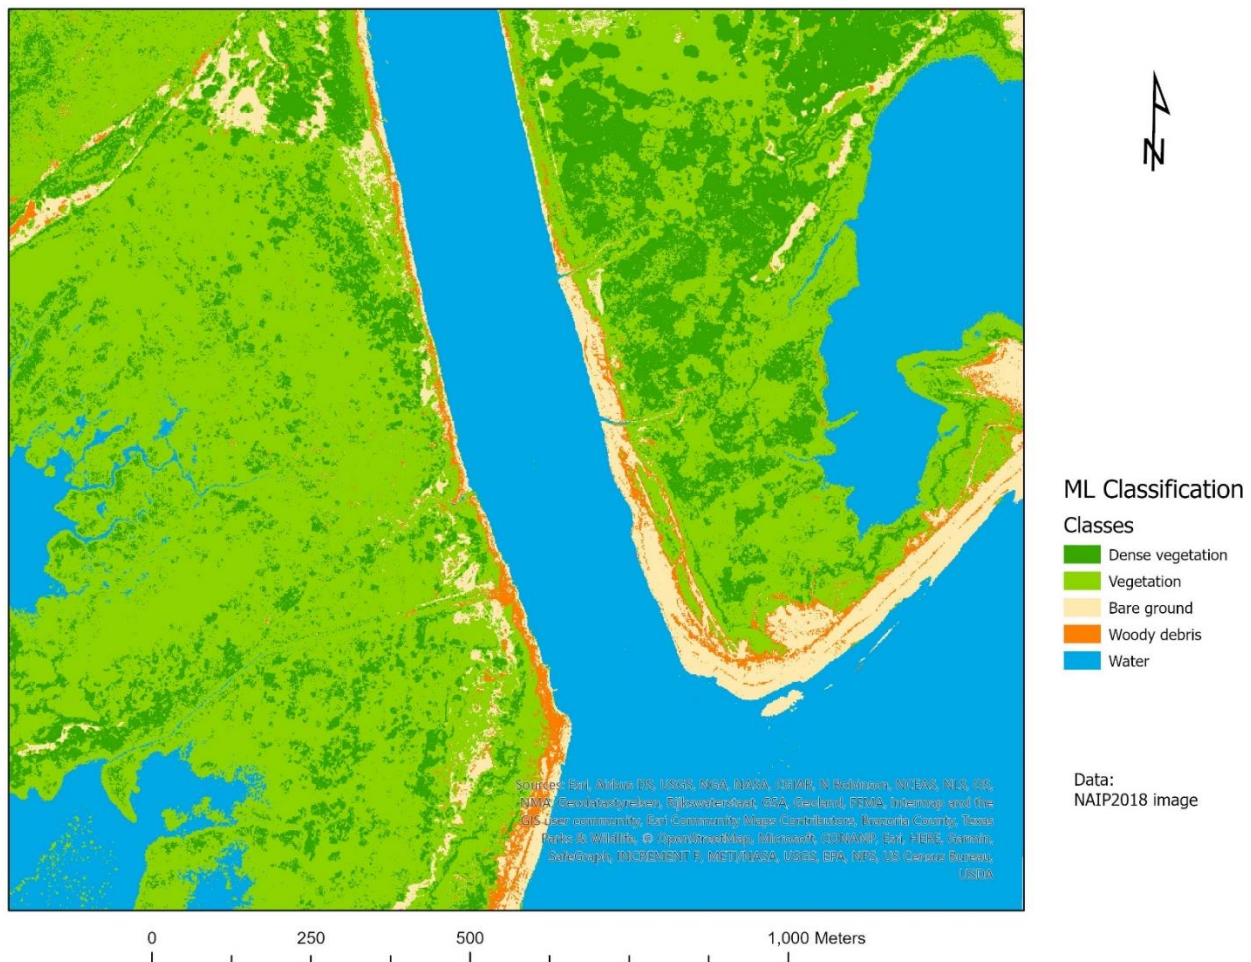 N
ML Classification
Classes
Dense vegetation
Vegetation
Bare ground
Woody debris
Water
Sources: Esri, Airbus DS, USGS, NGA, NASA, CGIAR, N Robinson, NCEAS, NLS, OS,
NMA, Geodatastyrelsen, Rijkswaterstaat, GSA, Geoland, FEMA, Intermap and the
GIS user community, Esri Community Maps Contributors, Brazoria County, Texas
Parks & Wildlife, © OpenStreetMap, Microsoft, CONANP, Esri, HERE, Garmin,
SafeGraph, INCREMENT P, METI/NASA, USGS, EPA, NPS, US Census Bureau,
USDA
Data:
NAIP2018 image
0 250 500 1,000 Meters